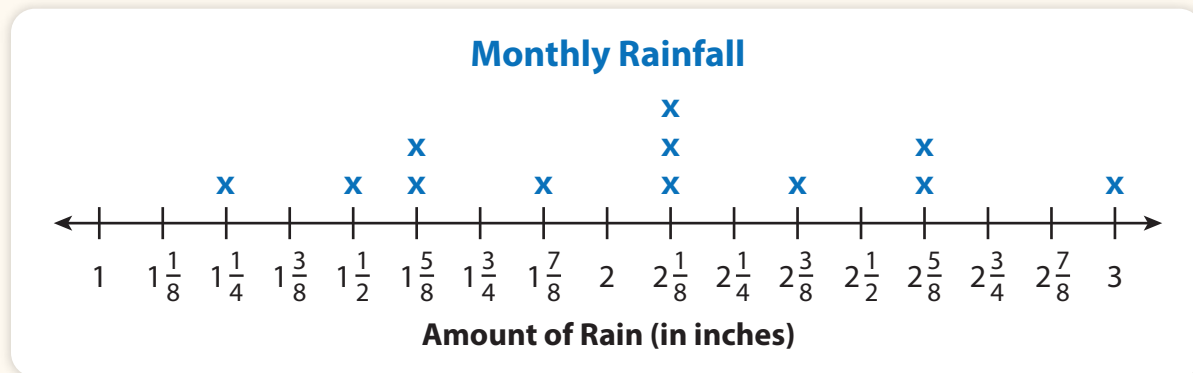 Monthly Rainfall
x
x x x
x x x x x x x x
1 1 1/8 1 1/4 1 3/8 1 1/2 1 5/8 1 3/4 1 7/8 2 2 1/8 2 1/4 2 3/8 2 1/2 2 5/8 2 3/4 2 7/8 3
Amount of Rain (in inches)